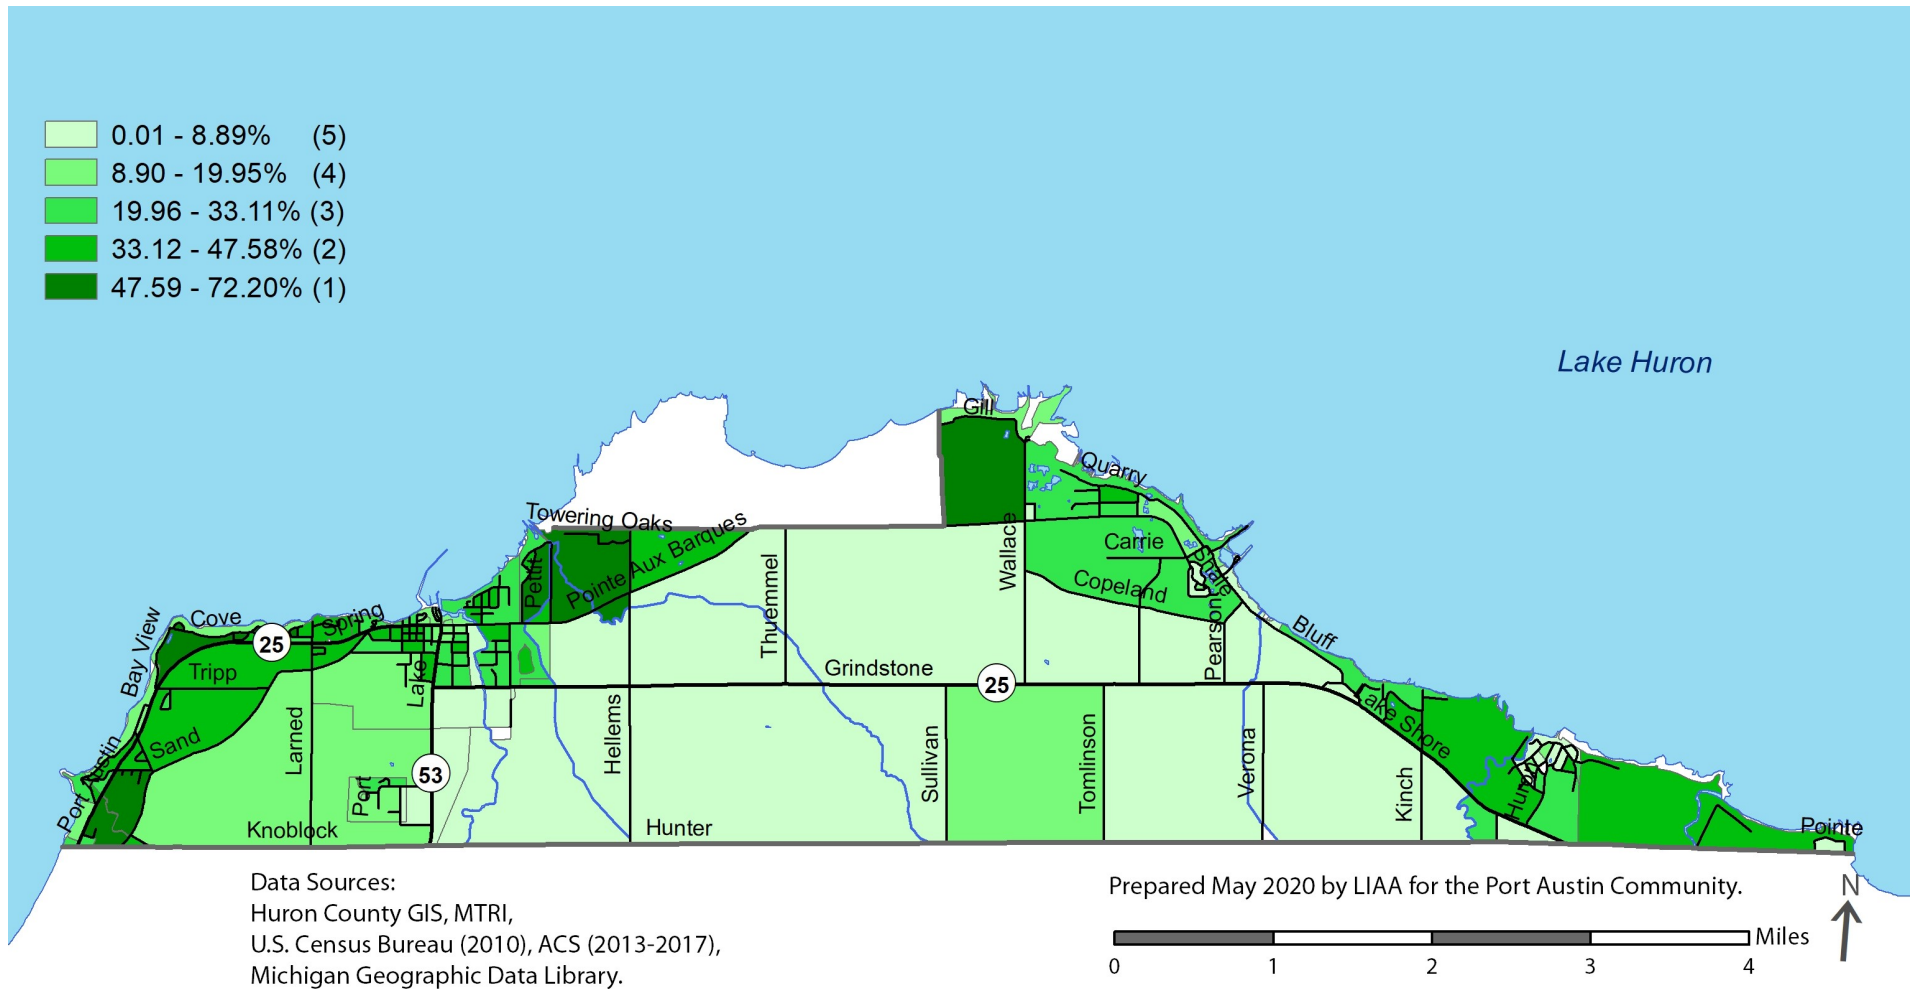 0.01 - 8.89% (5)
8.90 - 19.95% (4)
19.96 - 33.11% (3)
33.12 - 47.58% (2)
47.59 - 72.20% (1)
Lake Huron
Gill
Quarry
Towering Oaks
Pointe Aux Barques
Wallace
Carrie
Shale
Copeland
Pettit
Thuemmel
Pearson
Bluff
Bay View
Cove
Spring
25
Tripp
Lake
Grindstone
25
Lake Shore
Sand
Larned
Hellems
Sullivan
Tomlinson
Verona
Kinch
Huron
Port Austin
Port
53
Knoblock
Hunter
Pointe
Data Sources:
Huron County GIS, MTRI,
U.S. Census Bureau (2010), ACS (2013-2017),
Michigan Geographic Data Library.
Prepared May 2020 by LIAA for the Port Austin Community.
N
Miles
0 1 2 3 4